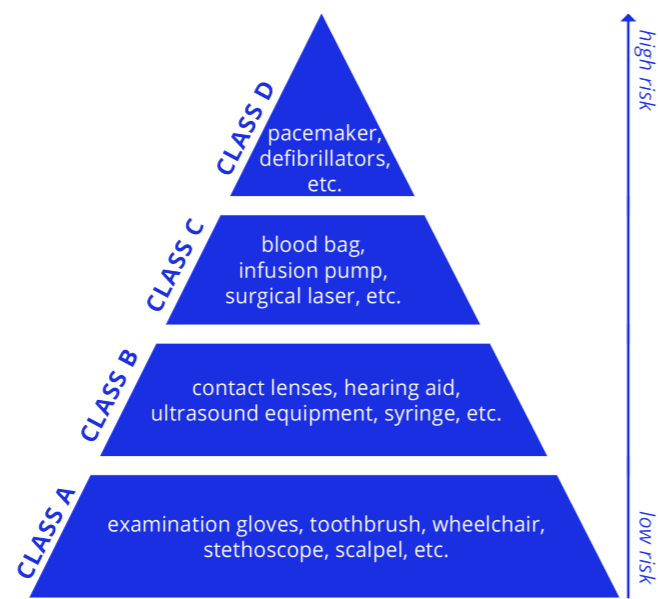 high risk
CLASS D
pacemaker,
defibrillators,
etc.
CLASS C
blood bag,
infusion pump,
surgical laser, etc.
CLASS B
contact lenses, hearing aid,
ultrasound equipment, syringe, etc.
CLASS A
examination gloves, toothbrush, wheelchair,
stethoscope, scalpel, etc.
low risk